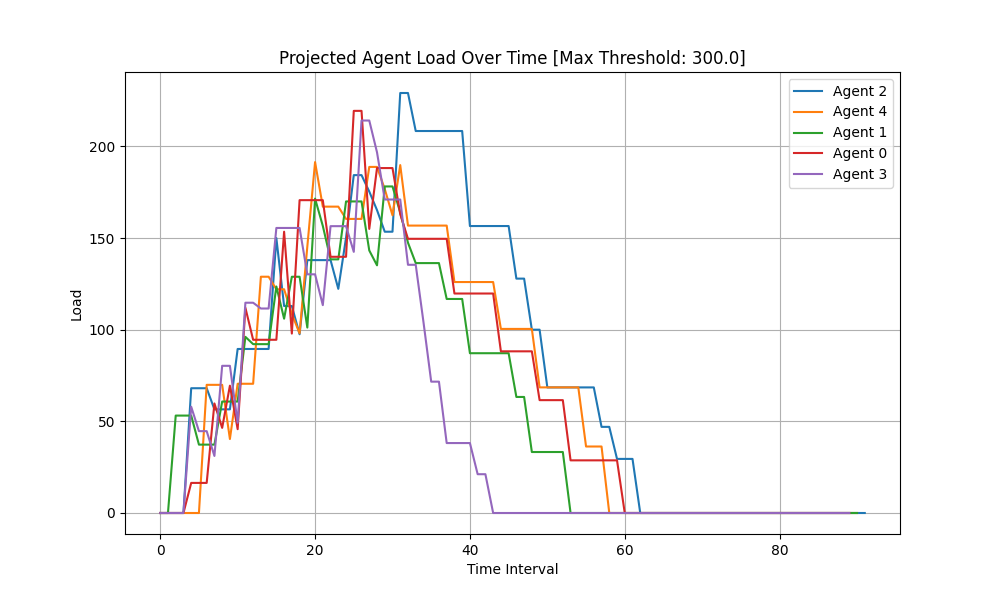 Projected Agent Load Over Time [Max Threshold: 300.0]
Agent 2
Agent 4
Agent 1
Agent 0
Agent 3
Load
200
150
100
50
0
0 20 40 60 80
Time Interval